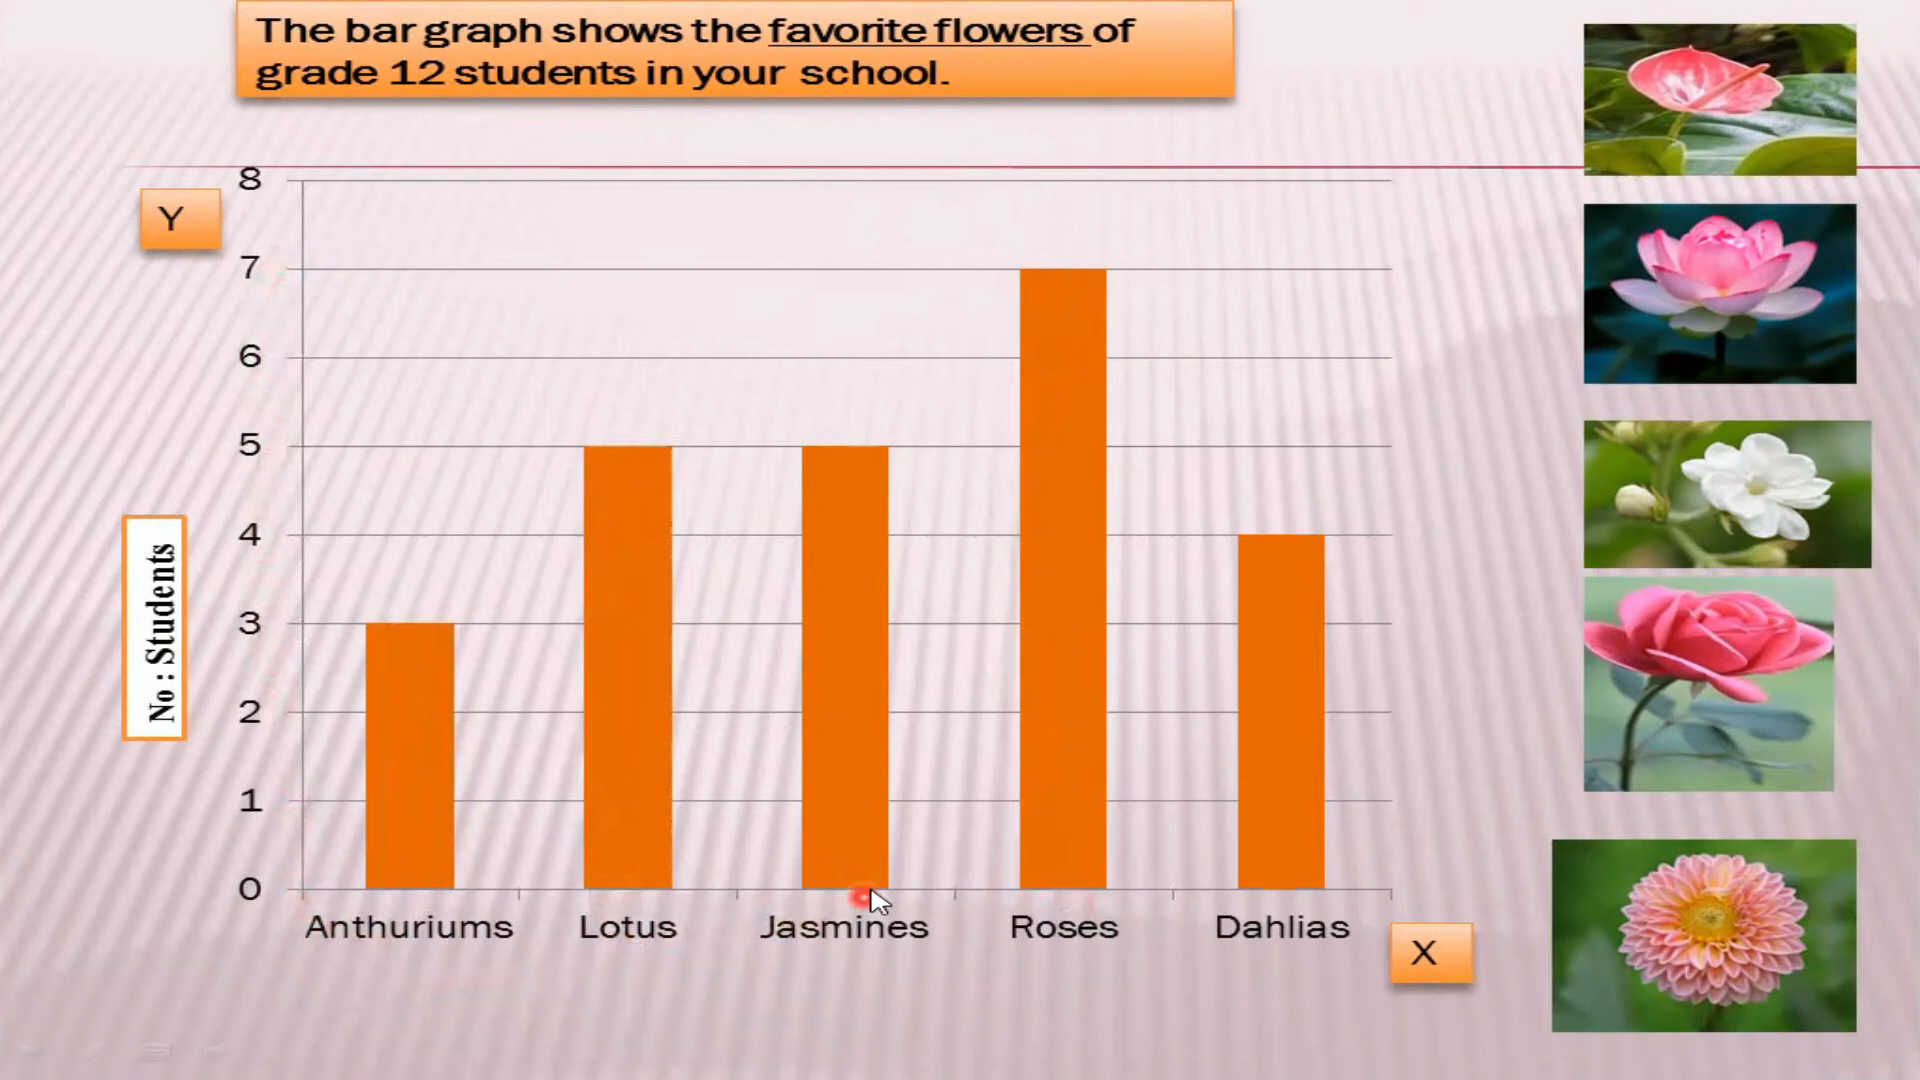 The bar graph shows the favorite flowers of
grade 12 students in your school.
Y
8
7
6
5
4
3
2
1
0
No : Students
Anthuriums Lotus Jasmines Roses Dahlias
X